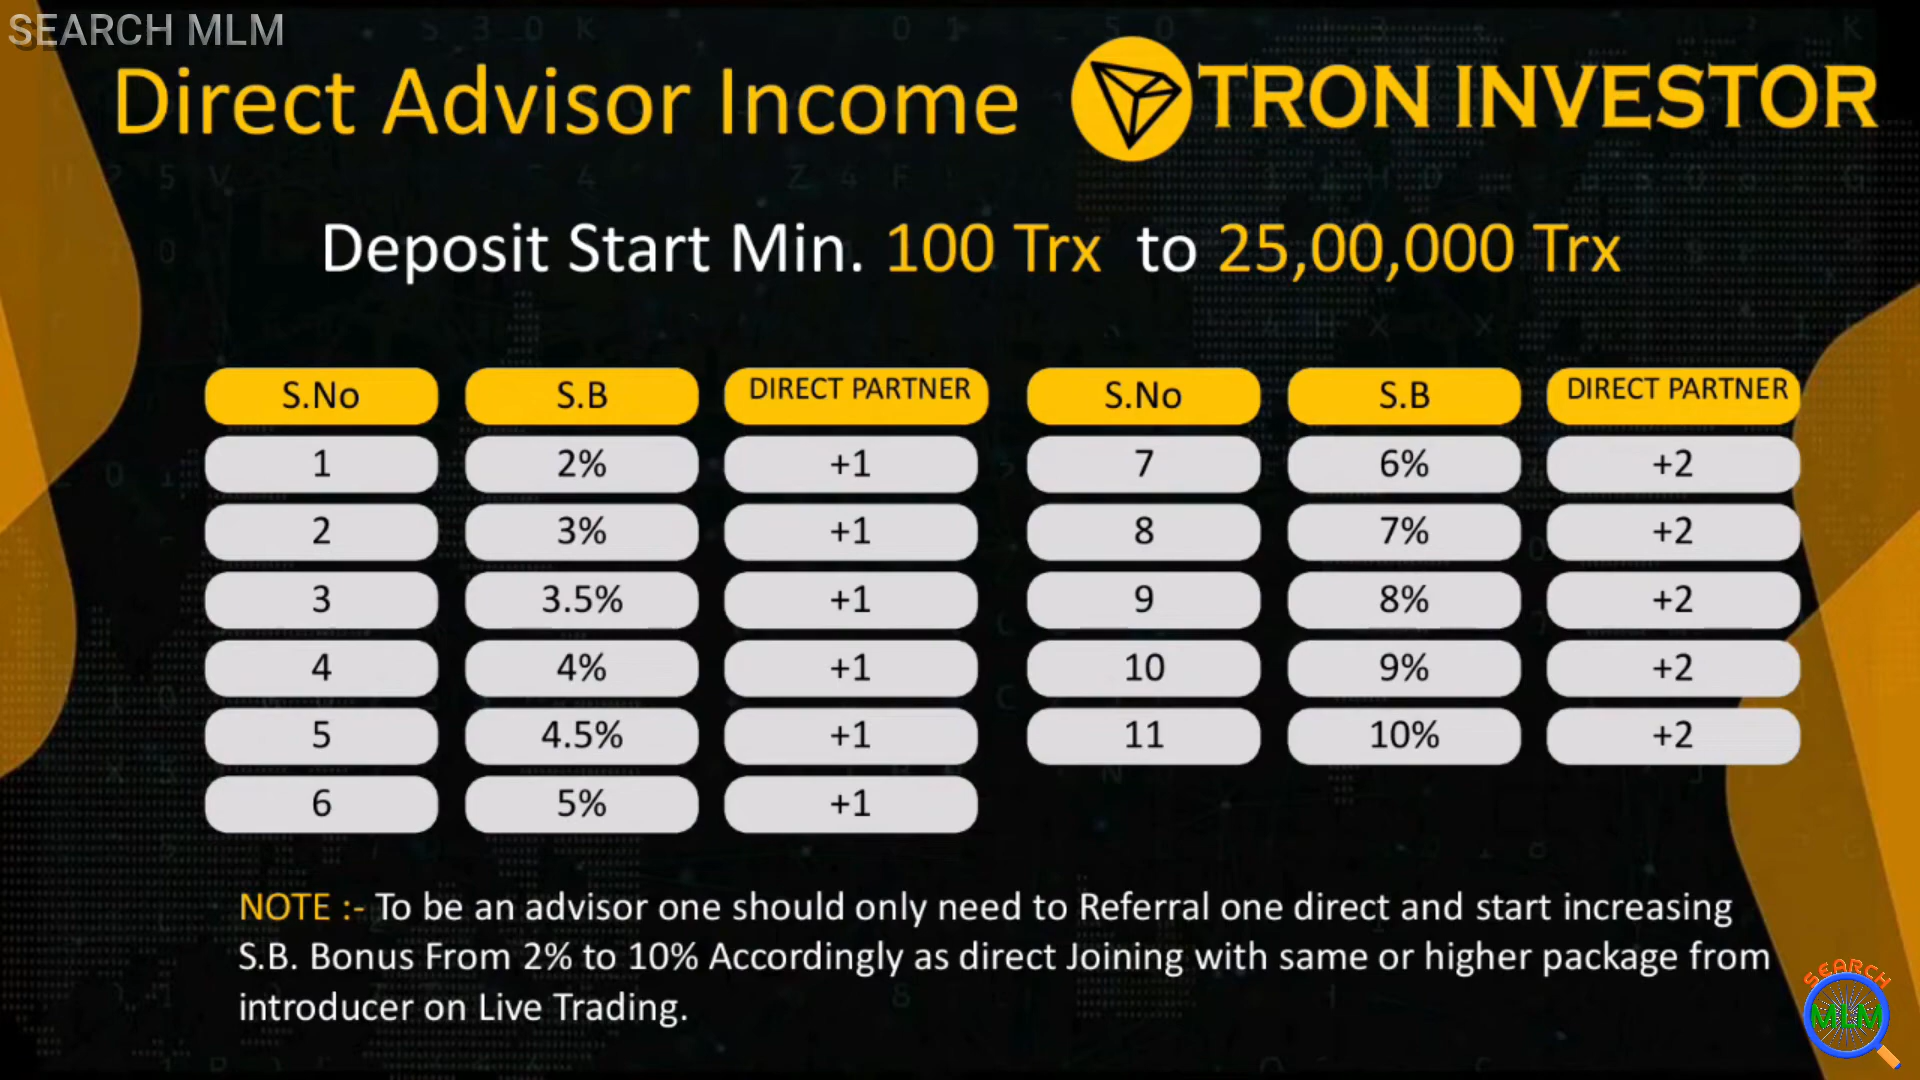 SEARCH MLM
Direct Advisor Income
TRON INVESTOR
Deposit Start Min. 100 Trx to 25,00,000 Trx
S.No S.B DIRECT PARTNER S.No S.B DIRECT PARTNER
1 2% +1 7 6% +2
2 3% +1 8 7% +2
3 3.5% +1 9 8% +2
4 4% +1 10 9% +2
5 4.5% +1 11 10% +2
6 5% +1
NOTE :- To be an advisor one should only need to Referral one direct and start increasing
S.B. Bonus From 2% to 10% Accordingly as direct Joining with same or higher package from
introducer on Live Trading.
SEARCH
MLM